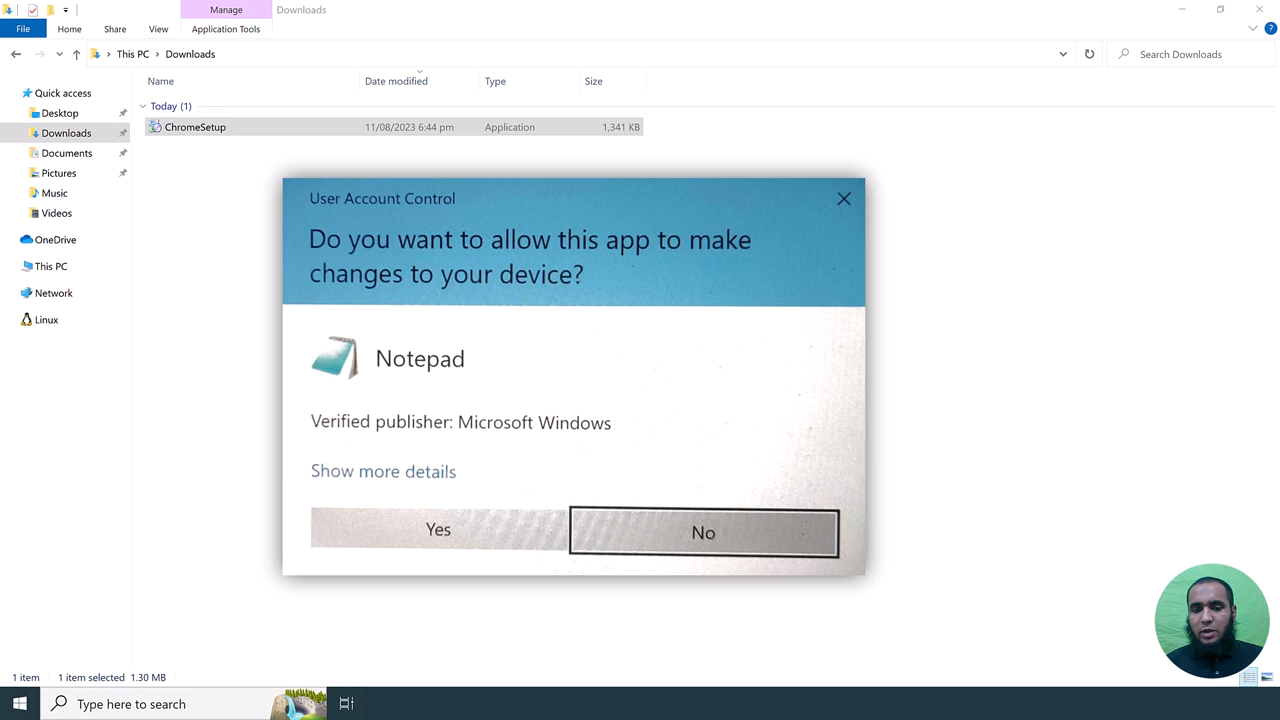 Manage
Downloads
File
Home
Share
View
Application Tools
This PC
Downloads
Search Downloads
Name
Date modified
Type
Size
Today (1)
ChromeSetup
11/08/2023 6:44 pm
Application
1,341 KB
Quick access
Desktop
Downloads
Documents
Pictures
Music
Videos
OneDrive
This PC
Network
Linux
User Account Control
Do you want to allow this app to make
changes to your device?
Notepad
Verified publisher: Microsoft Windows
Show more details
Yes
No
1 item
1 item selected 1.30 MB
Type here to search